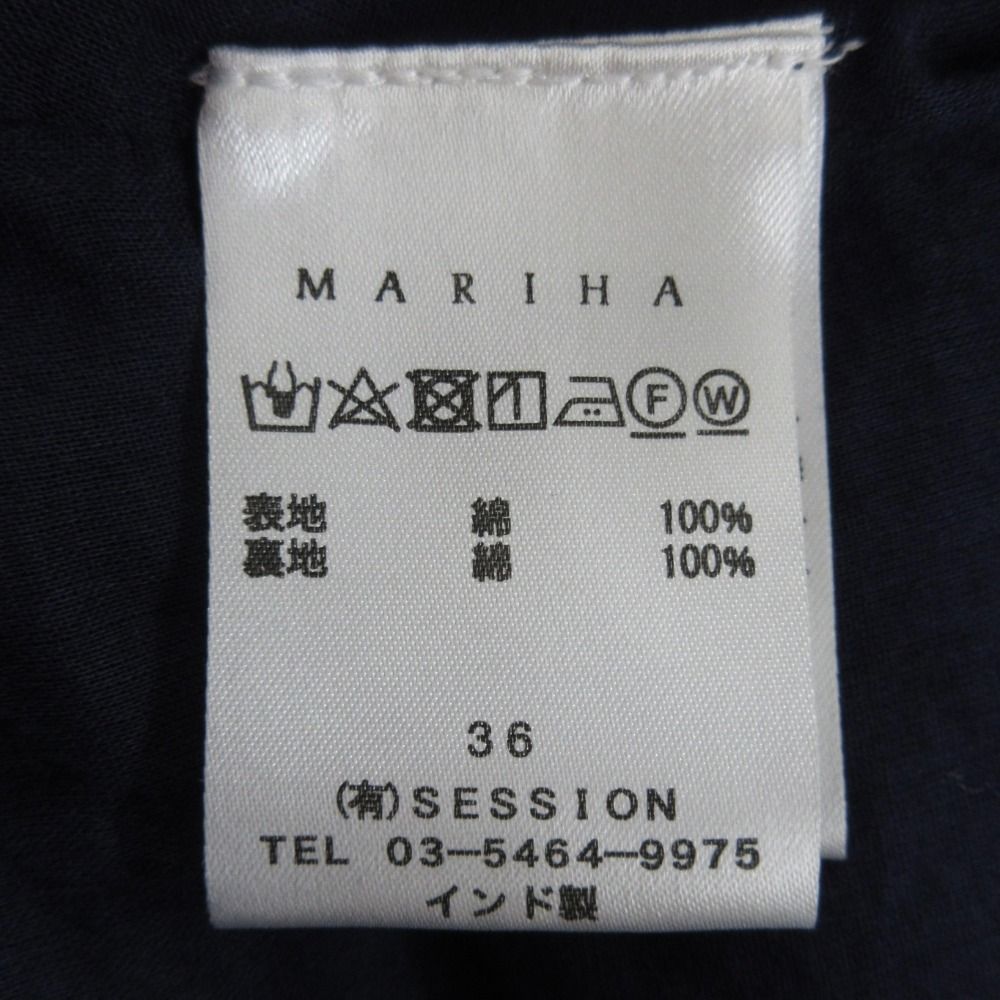 MARIHA
F W
表地 綿 100%
裏地 綿 100%
36
(有)SESSION
TEL 03-5464-9975
インド製